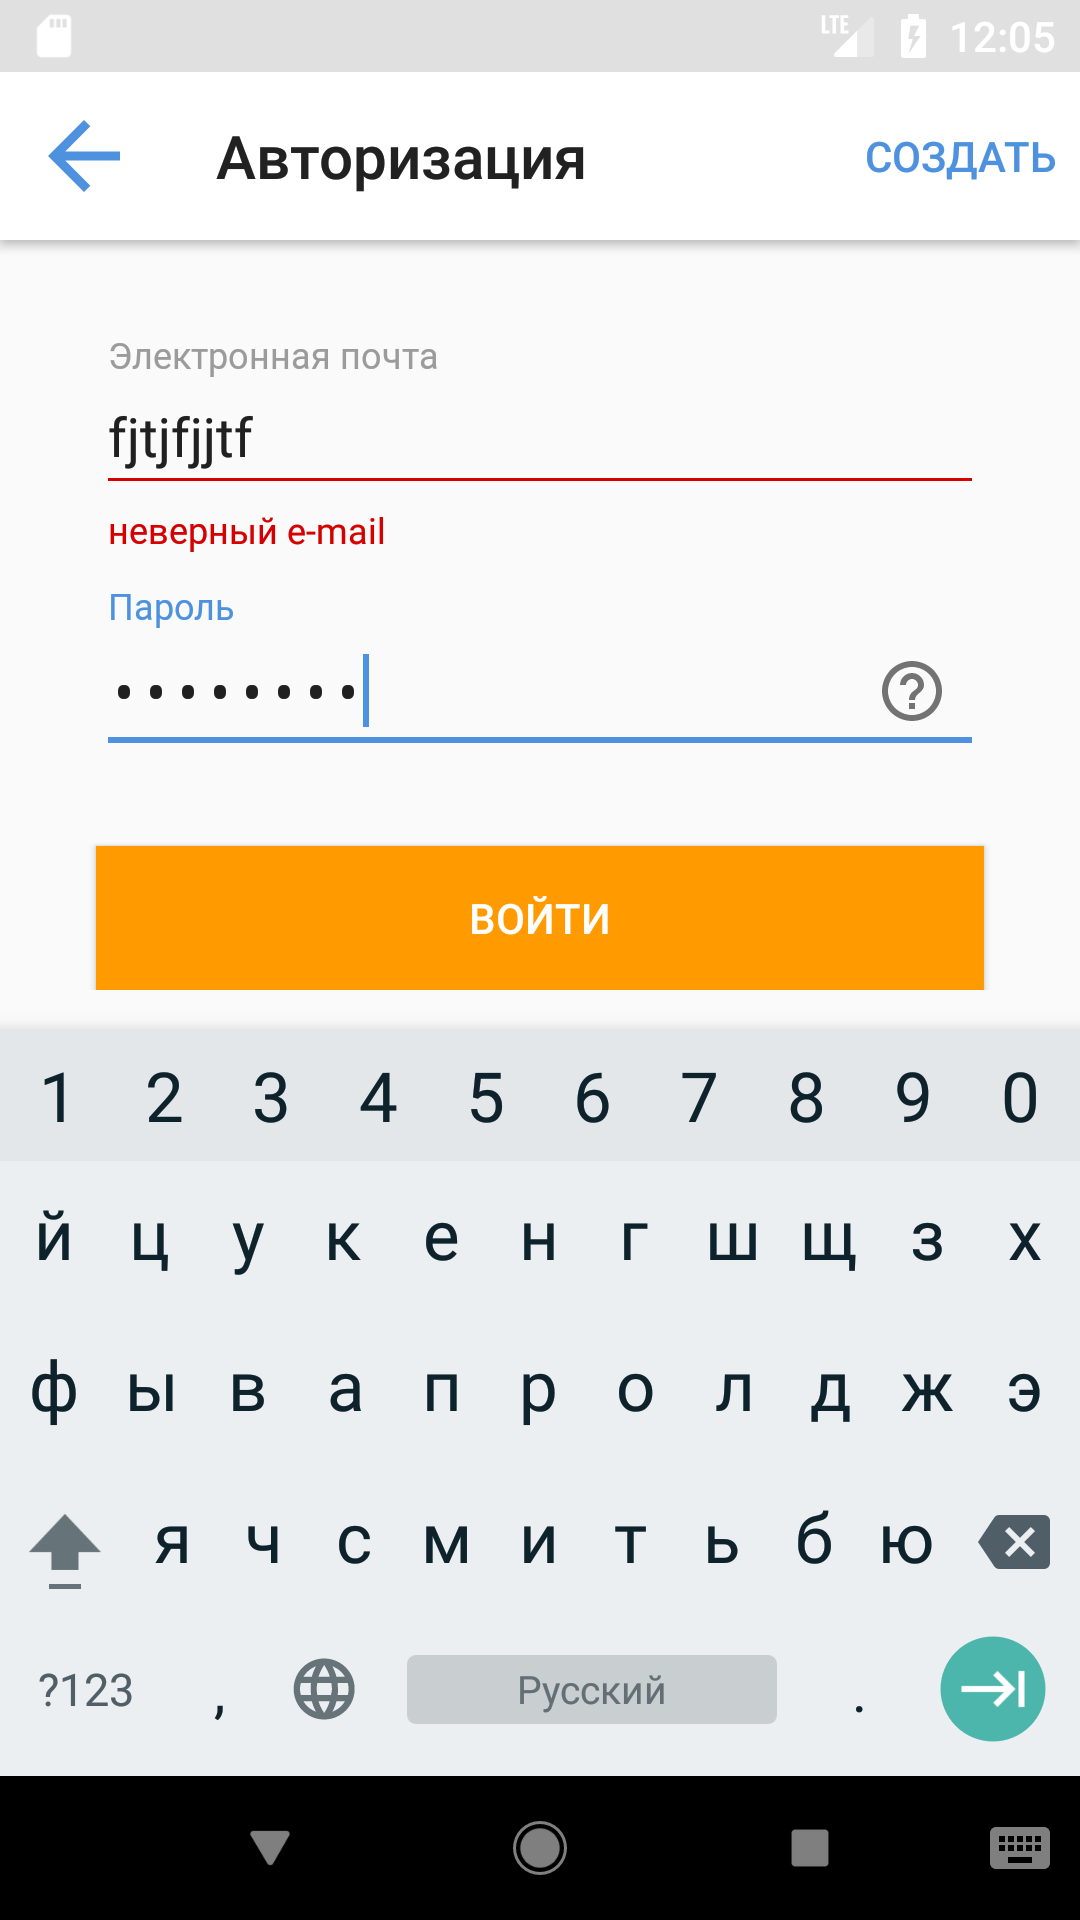 LTE 12:05
Авторизация СОЗДАТЬ
Электронная почта
fjtjfjjtf
неверный e-mail
Пароль
••••••••
ВОЙТИ
1 2 3 4 5 6 7 8 9 0
й ц у к е н г ш щ з х
ф ы в а п р о л д ж э
я ч с м и т ь б ю
?123 , Русский .